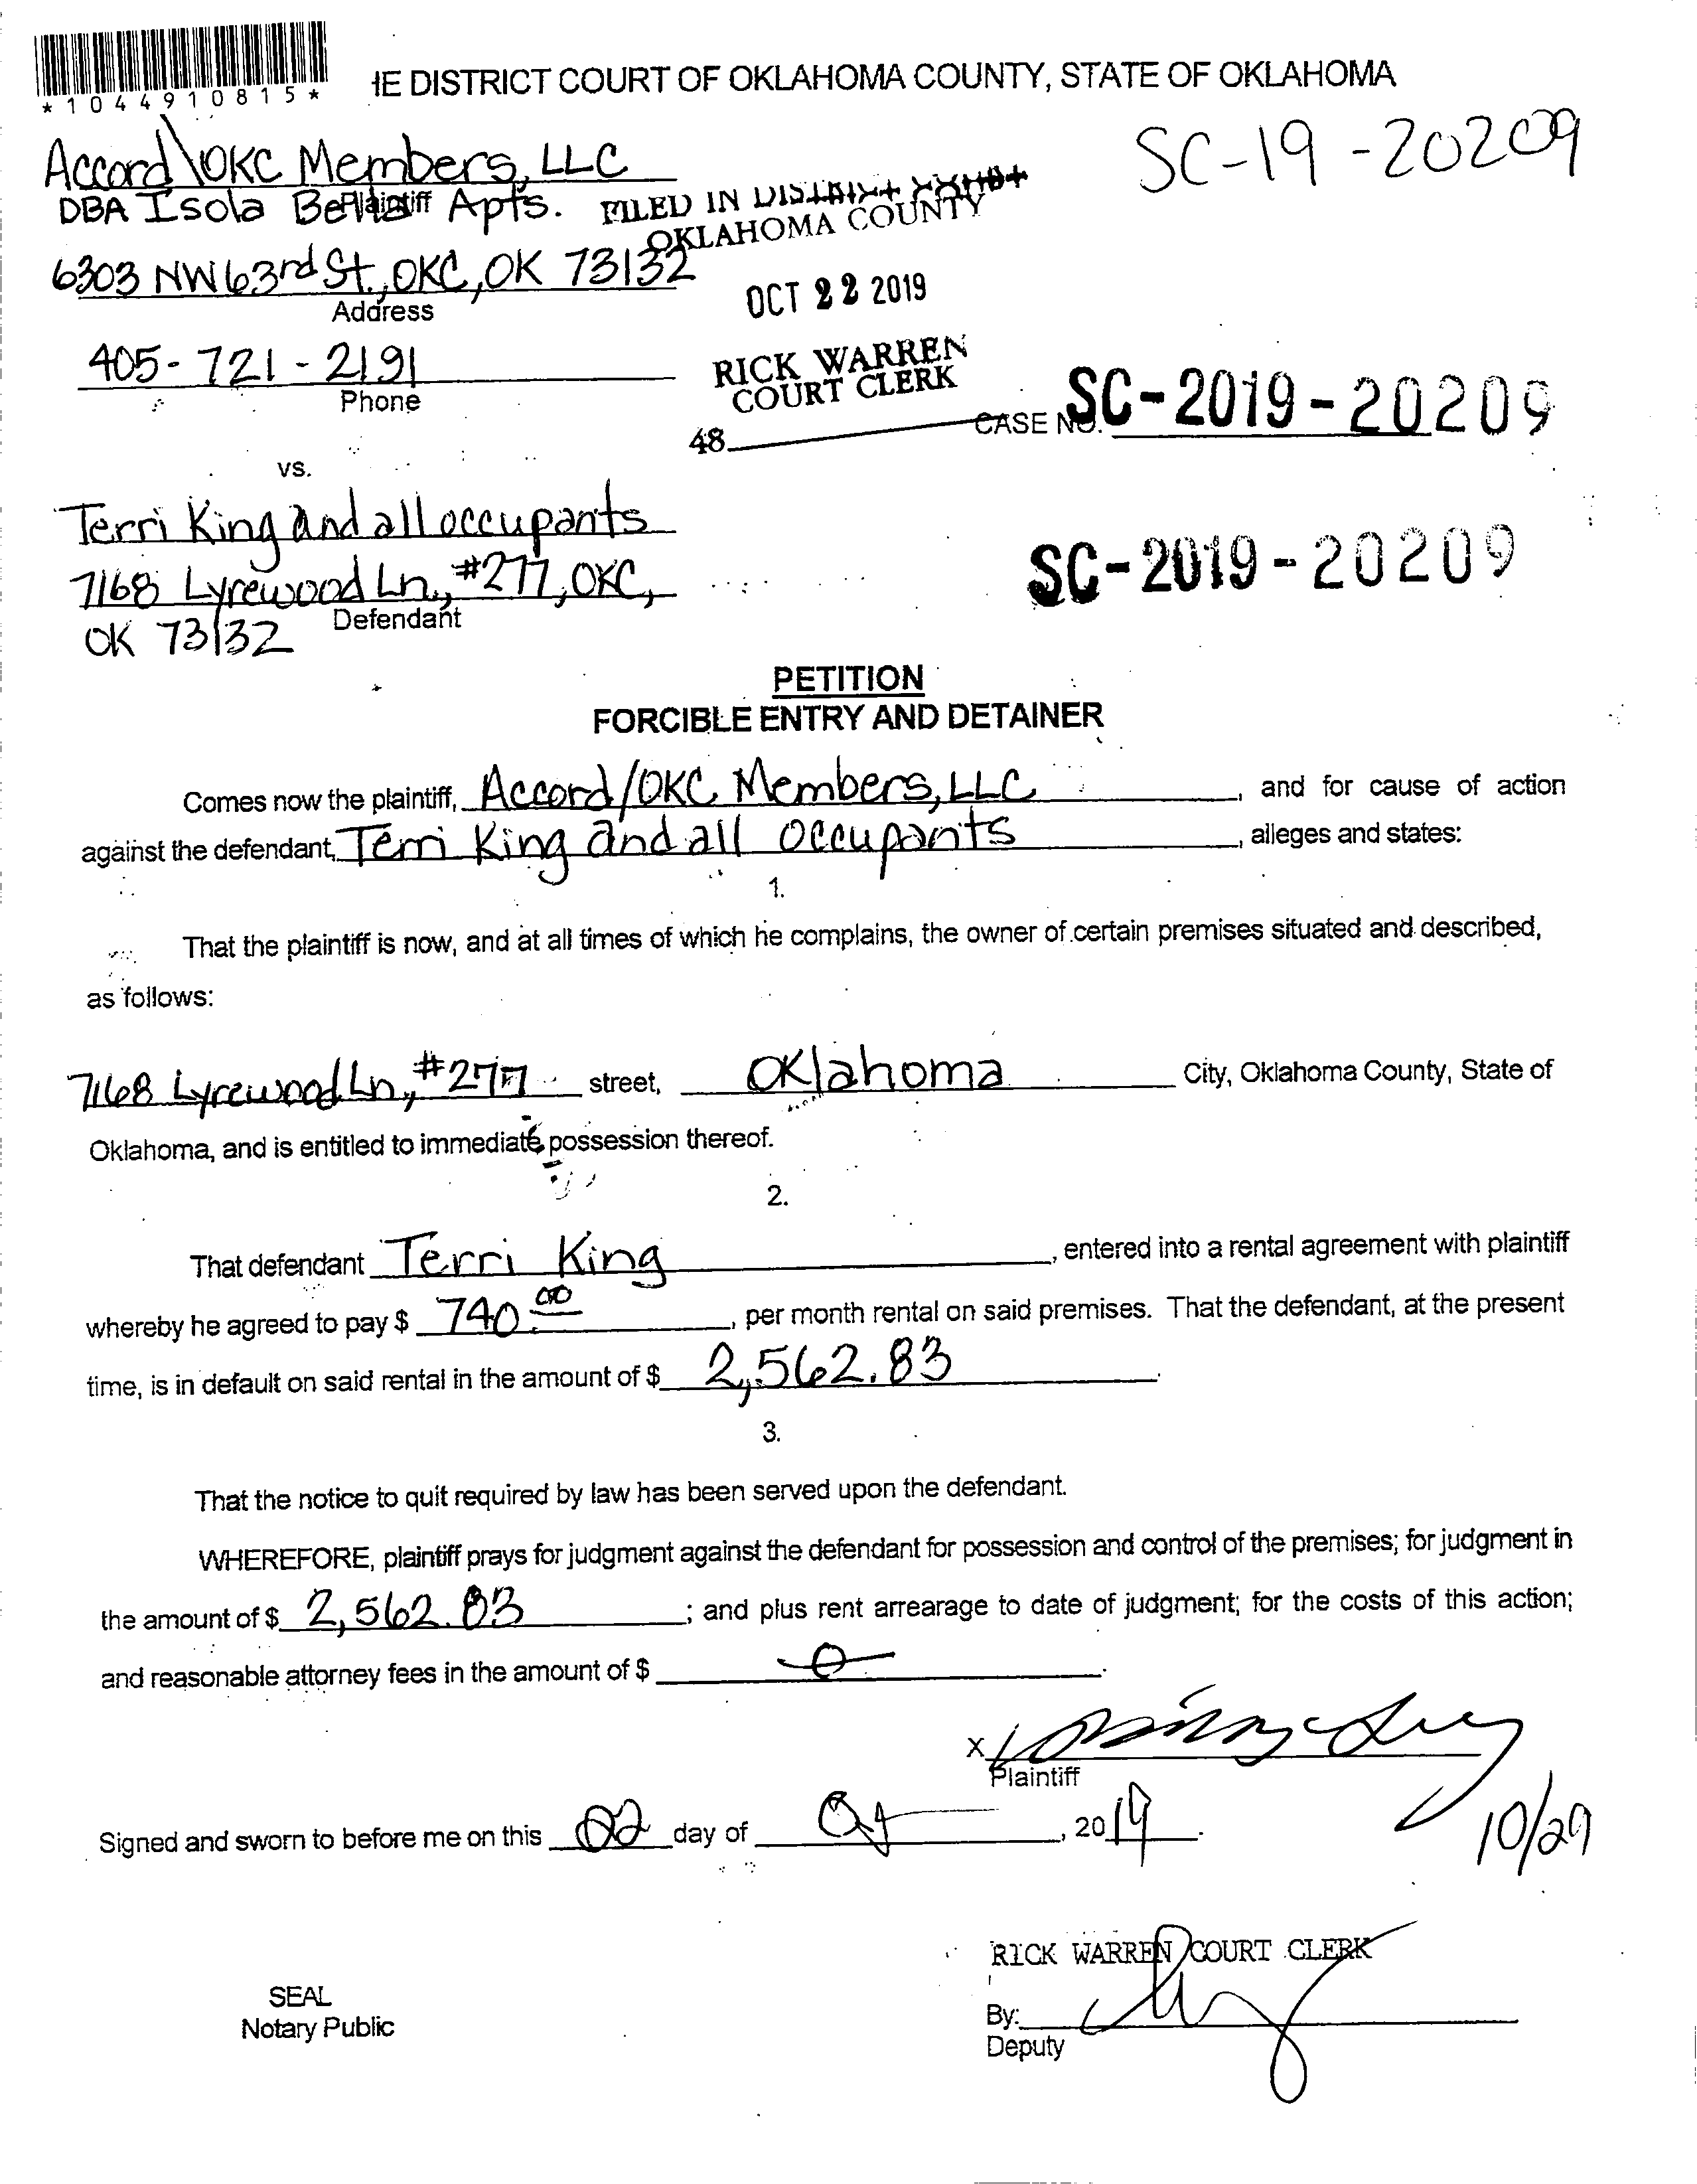 *1044910815*
IE DISTRICT COURT OF OKLAHOMA COUNTY, STATE OF OKLAHOMA
SC-19-20209
Accord\OKC Members, LLC
DBA Isola Bella Apts.
Plaintiff
FILED IN DISTRICT COURT
OKLAHOMA COUNTY
6303 NW 63rd St., OKC, OK 73132
Address
OCT 22 2019
405-721-2191
Phone
RICK WARREN
COURT CLERK
48
CASE NO. SC-2019-20209
vs.
Terri King and all occupants
7168 Lyrewood Ln., #277, OKC,
OK 73132
Defendant
SC-2019-20209
PETITION
FORCIBLE ENTRY AND DETAINER
Comes now the plaintiff, Accord/OKC Members, LLC, and for cause of action
against the defendant, Terri King and all occupants, alleges and states:
1.
That the plaintiff is now, and at all times of which he complains, the owner of certain premises situated and described,
as follows:
7168 Lyrewood Ln., #277 street, Oklahoma City, Oklahoma County, State of
Oklahoma, and is entitled to immediate possession thereof.
2.
That defendant Terri King, entered into a rental agreement with plaintiff
whereby he agreed to pay $ 740.00, per month rental on said premises. That the defendant, at the present
time, is in default on said rental in the amount of $ 2,562.83.
3.
That the notice to quit required by law has been served upon the defendant.
WHEREFORE, plaintiff prays for judgment against the defendant for possession and control of the premises; for judgment in
the amount of $ 2,562.83; and plus rent arrearage to date of judgment; for the costs of this action;
and reasonable attorney fees in the amount of $ 0.
X
Plaintiff
Signed and sworn to before me on this 22 day of Oct, 2019.
10/29
RICK WARREN COURT CLERK
SEAL
Notary Public
By:
Deputy